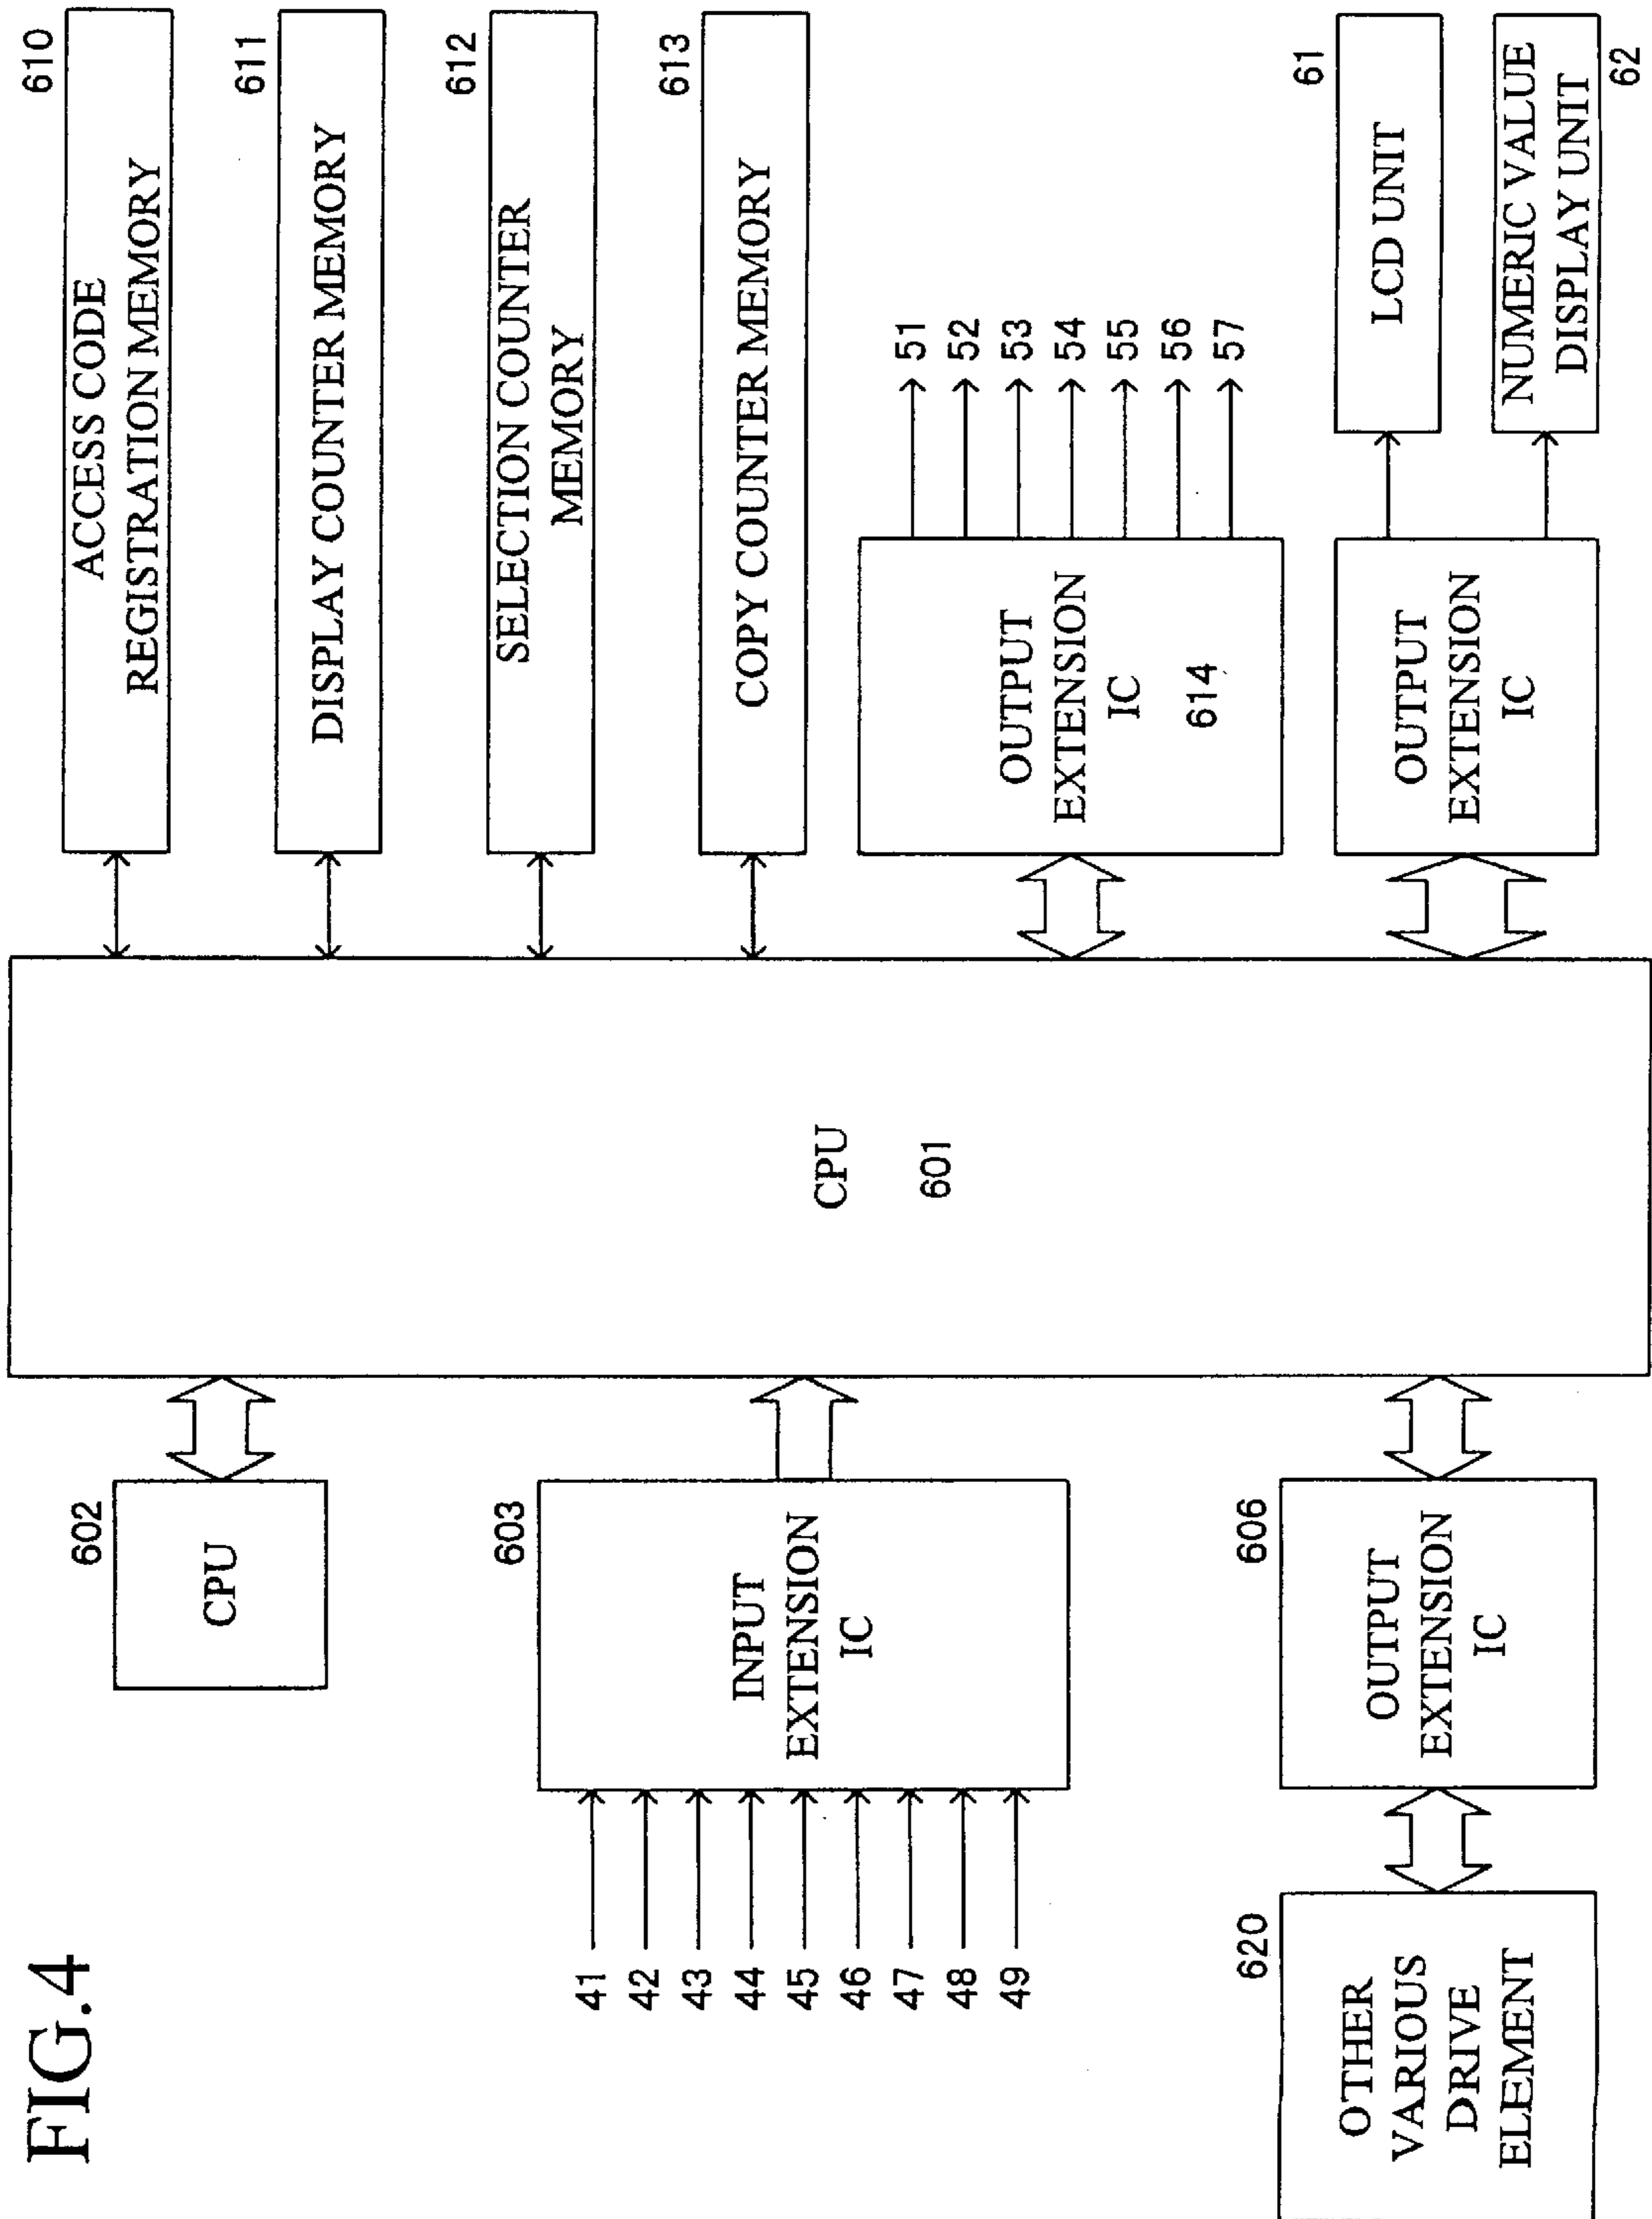 FIG.4
602
CPU
603
INPUT
EXTENSION
IC
41
42
43
44
45
46
47
48
49
606
OUTPUT
EXTENSION
IC
620
OTHER
VARIOUS
DRIVE
ELEMENT
CPU
601
610
ACCESS CODE
REGISTRATION MEMORY
611
DISPLAY COUNTER MEMORY
612
SELECTION COUNTER
MEMORY
613
COPY COUNTER MEMORY
OUTPUT
EXTENSION
IC
614
51
52
53
54
55
56
57
OUTPUT
EXTENSION
IC
61
LCD UNIT
NUMERIC VALUE
DISPLAY UNIT
62